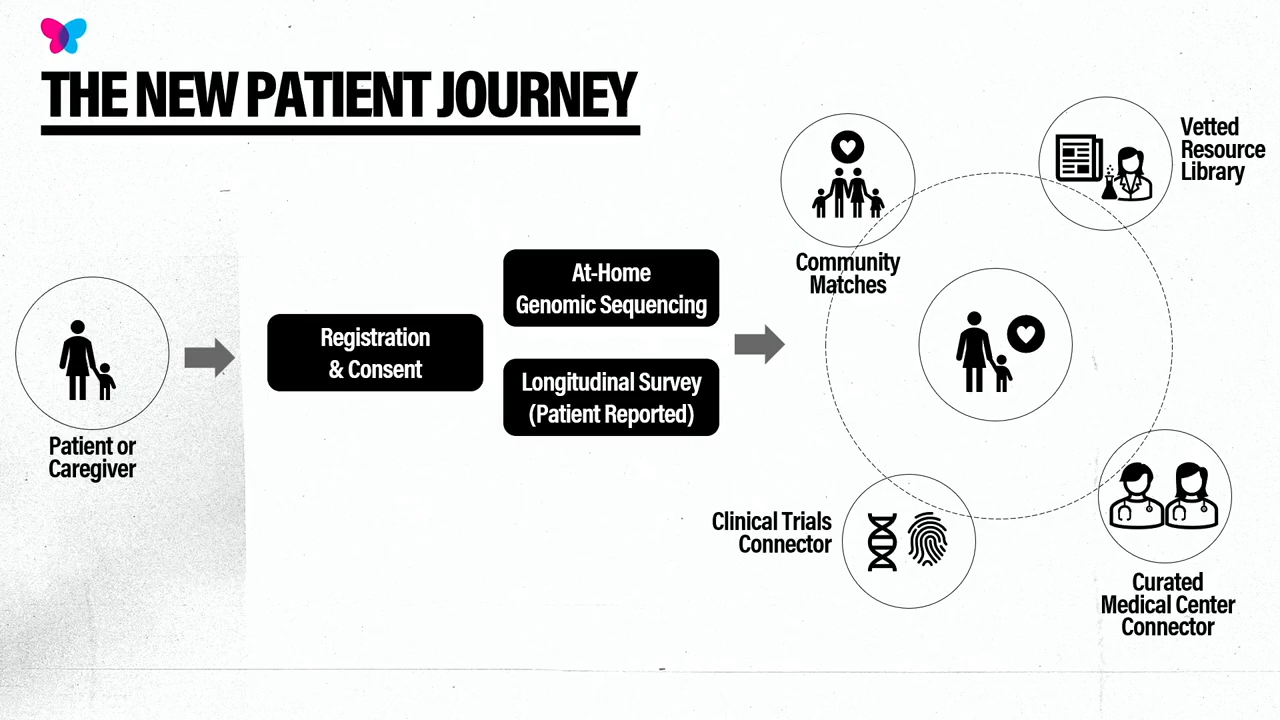 THE NEW PATIENT JOURNEY
Patient or
Caregiver
Registration
& Consent
At-Home
Genomic Sequencing
Longitudinal Survey
(Patient Reported)
Community
Matches
Vetted
Resource
Library
Clinical Trials
Connector
Curated
Medical Center
Connector